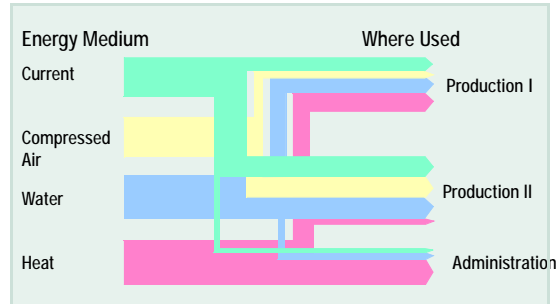 Energy Medium
Where Used
Current
Production I
Compressed
Air
Water
Production II
Heat
Administration